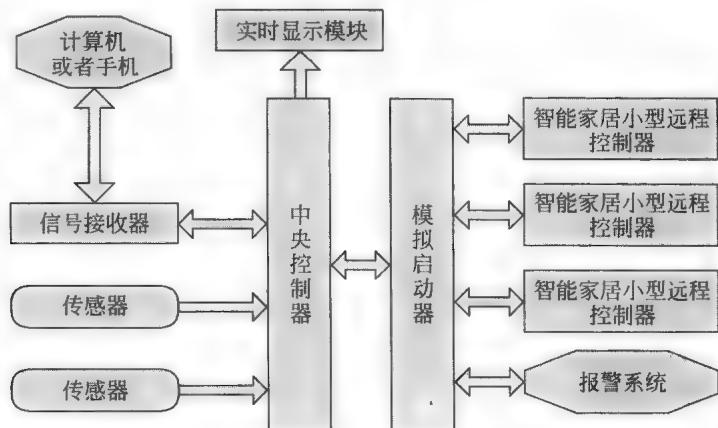 计算机
或者手机
实时显示模块
信号接收器
传感器
传感器
中央控制器
模拟启动器
智能家居小型远程
控制器
智能家居小型远程
控制器
智能家居小型远程
控制器
报警系统